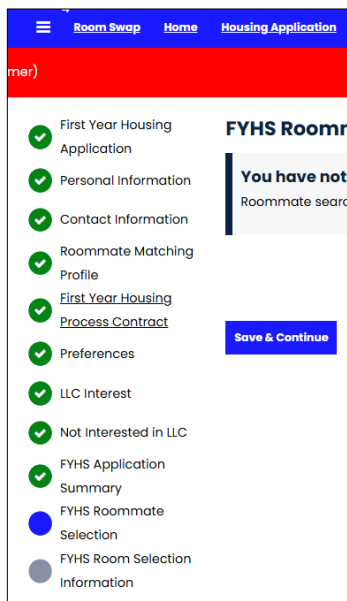 Room Swap Home Housing Application
mer)
First Year Housing
Application
Personal Information
Contact Information
Roommate Matching
Profile
First Year Housing
Process Contract
Preferences
LLC Interest
Not Interested in LLC
FYHS Application
Summary
FYHS Roommate
Selection
FYHS Room Selection
Information
FYHS Roomm
You have not
Roommate searc
Save & Continue